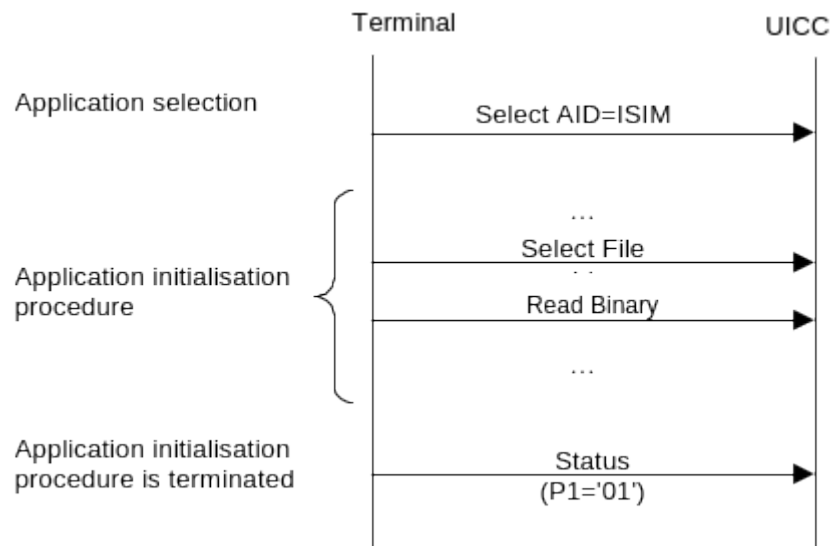 Terminal
UICC
Application selection
Select AID=ISIM
...
Select File
. .
Application initialisation
procedure
Read Binary
...
Application initialisation
procedure is terminated
Status
(P1='01')